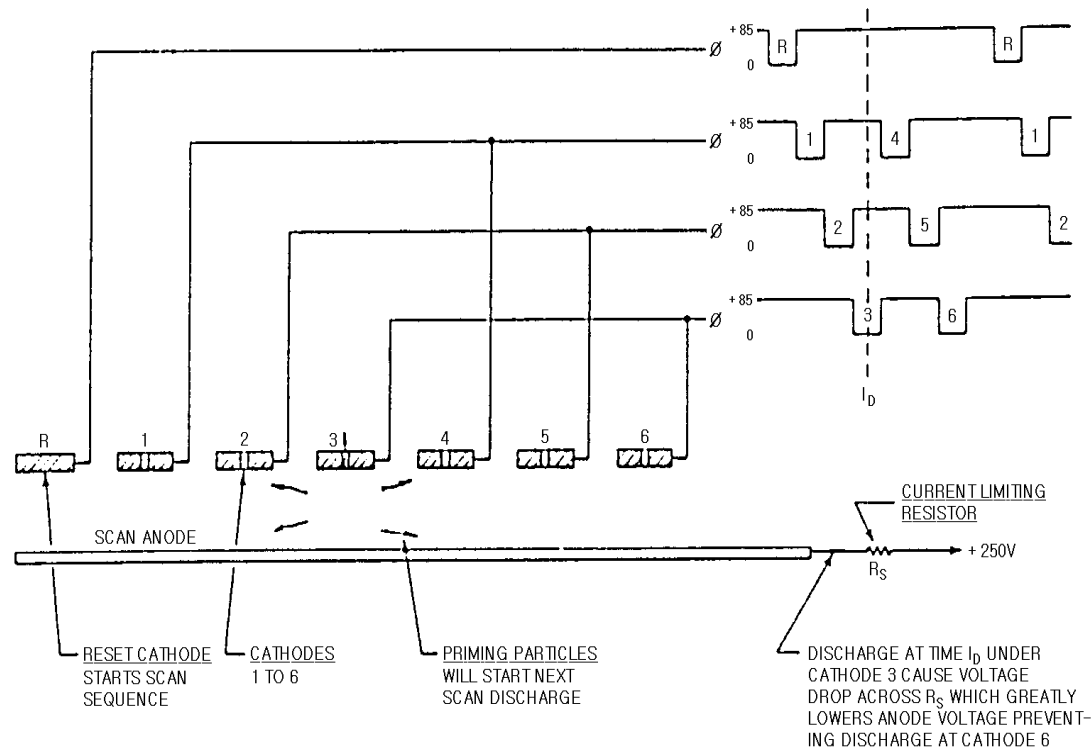 +85
Ø
0
R
R
+85
Ø
0
1
4
1
+85
Ø
0
2
5
2
+85
Ø
0
3
6
I_D
R
1
2
3
4
5
6
CURRENT LIMITING
RESISTOR
SCAN ANODE
R_S
+ 250V
RESET CATHODE
STARTS SCAN
SEQUENCE
CATHODES
1 TO 6
PRIMING PARTICLES
WILL START NEXT
SCAN DISCHARGE
DISCHARGE AT TIME I_D UNDER
CATHODE 3 CAUSE VOLTAGE
DROP ACROSS R_S WHICH GREATLY
LOWERS ANODE VOLTAGE PREVENT-
ING DISCHARGE AT CATHODE 6